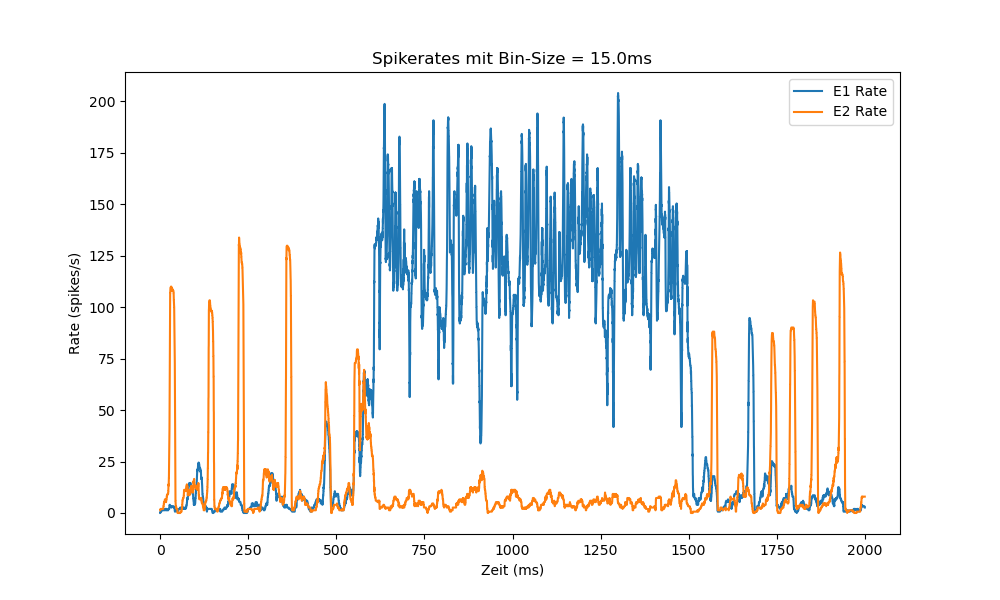 Spikerates mit Bin-Size = 15.0ms
E1 Rate
E2 Rate
200
175
150
125
100
75
50
25
0
Rate (spikes/s)
0 250 500 750 1000 1250 1500 1750 2000
Zeit (ms)